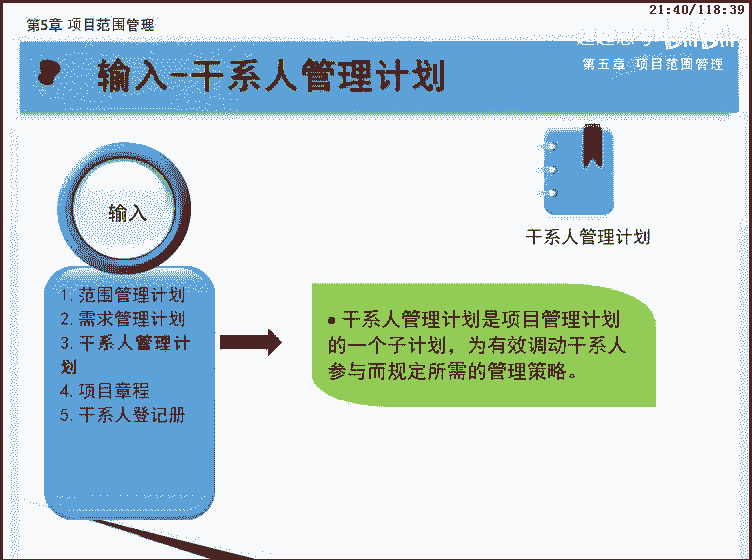 21:40/118:39
第5章 项目范围管理
输入-干系人管理计划
第五章 项目范围管理
输入
干系人管理计划
1. 范围管理计划
2. 需求管理计划
3. 干系人管理计
划
4. 项目章程
5. 干系人登记册
• 干系人管理计划是项目管理计划
的一个子计划，为有效调动干系人
参与而规定所需的管理策略。